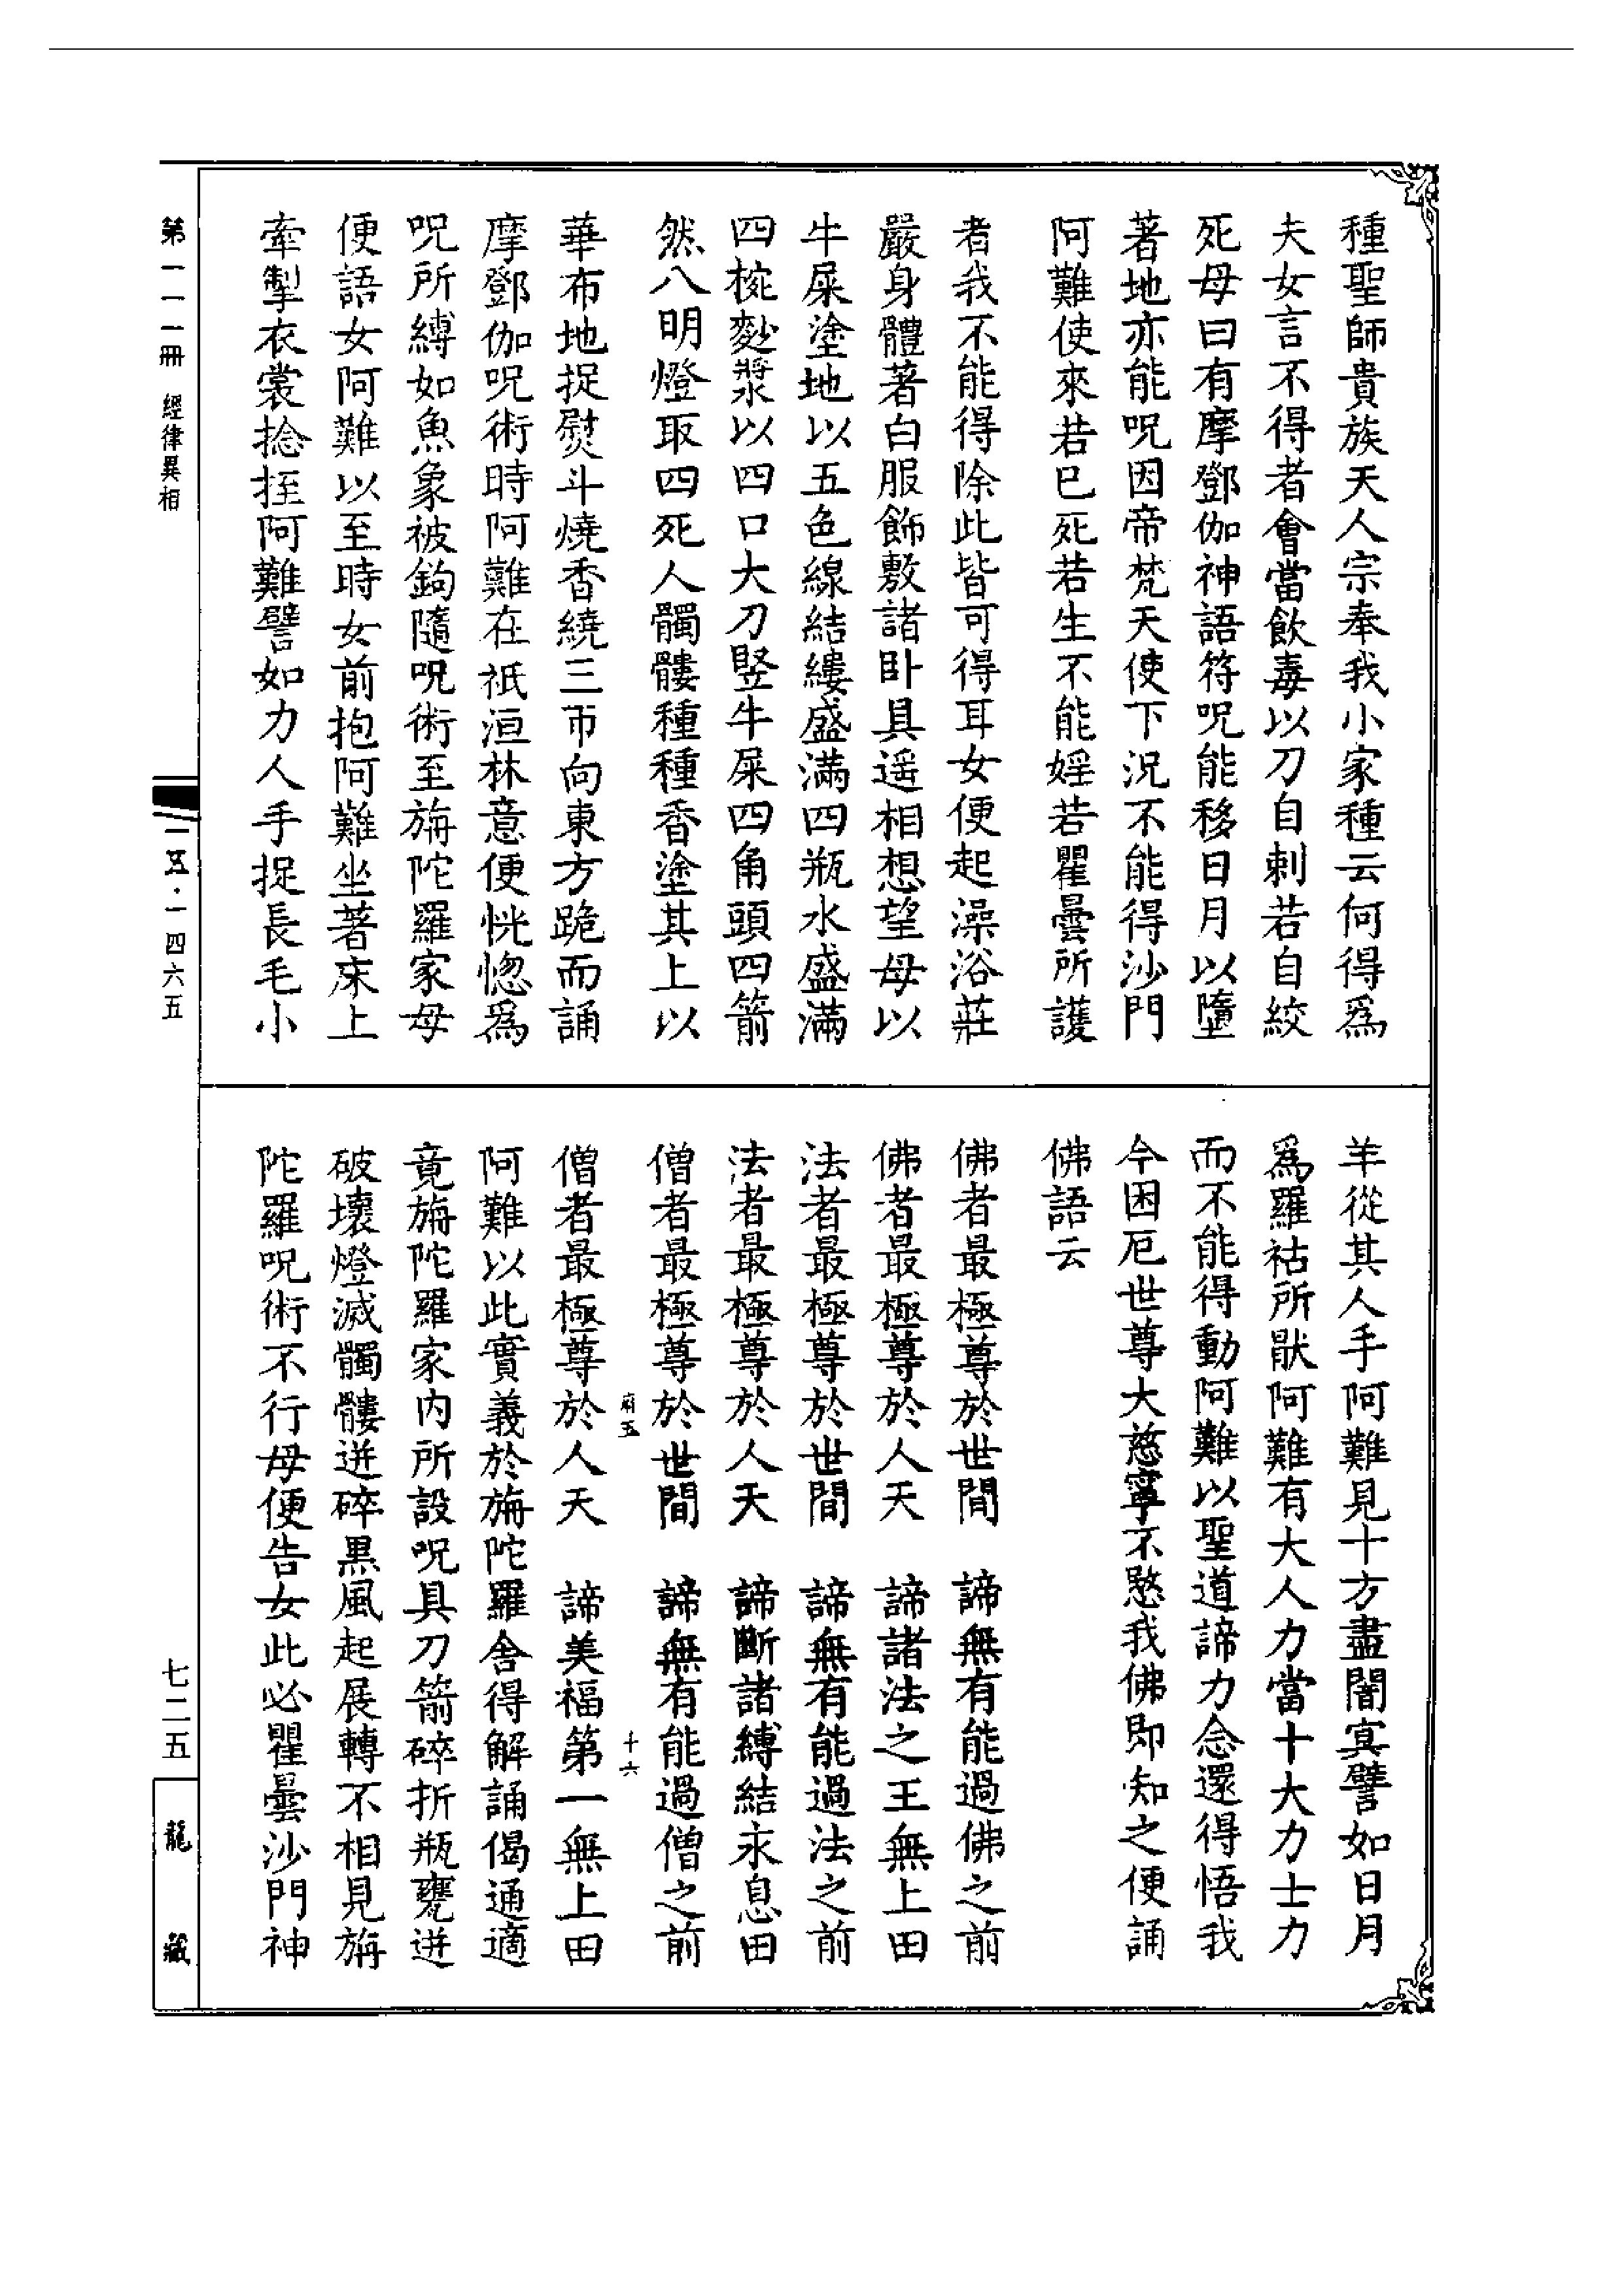 種聖師貴族天人宗奉我小家種云何得爲
夫女言不得者會當飲毒以刀自刺若自絞
死母曰有摩鄧伽神語符呪能移日月以墮
著地亦能呪因帝梵天使下況不能得沙門
阿難使來若已死若生不能婬若瞿曇所護
者我不能得除此皆可得耳女便起澡浴莊
嚴身體著白服飾敷諸卧具遥相想望母以
牛屎塗地以五色線結縷盛滿四瓶水盛滿
四椀麨漿以四口大刀竪牛屎四角頭四箭
然八明燈取四死人髑髏種種香塗其上以
華布地捉熨斗燒香繞三帀向東方跪而誦
摩鄧伽呪術時阿難在祇洹林意便恍惚爲
呪所縛如魚象被鉤隨呪術至旃陀羅家母
便語女阿難以至時女前抱阿難坐著床上
牽掣衣裳捻挃阿難譬如力人手捉長毛小
羊從其人手阿難見十方盡闇冥譬如日月
爲羅祜所猒阿難有大人力當十大力士力
而不能得動阿難以聖道諦力念還得悟我
今困厄世尊大慈寧不愍我佛即知之便誦
佛語云
佛者最極尊於世間　諦無有能過佛之前
佛者最極尊於人天　諦諸法之王無上田
法者最極尊於世間　諦無有能過法之前
法者最極尊於人天　諦斷諸縛結永息田
僧者最極尊於世間　諦無有能過僧之前
十六
僧者最極尊於人天　諦美福第一無上田
阿難以此實義於旃陀羅舍得解誦偈通適
竟旃陀羅家內所設呪具刀箭碎折瓶甕迸
破壞燈滅髑髏迸碎黒風起展轉不相見旃
陀羅呪術不行母便告女此必瞿曇沙門神
第一一一冊　經律異相
一五·一四六五
七二五
龍藏